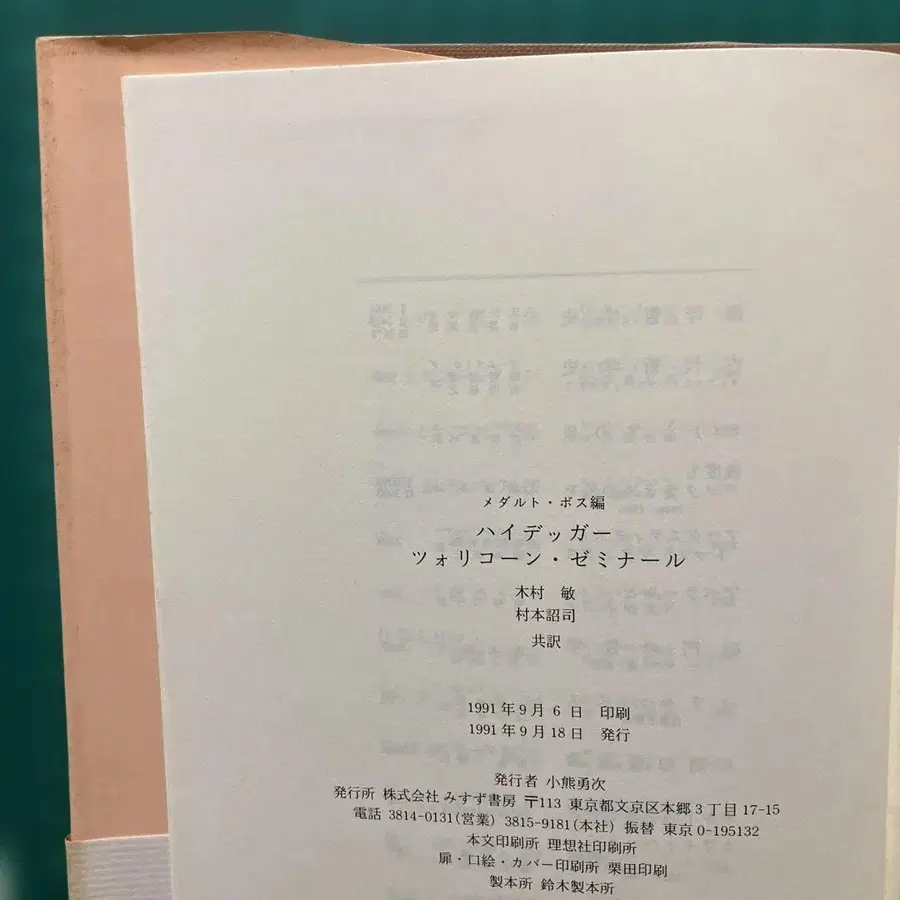 メダルト・ボス編
ハイデッガー
ツォリコーン・ゼミナール
木村　敏
村本詔司
共訳
1991年9月 6 日　印刷
1991年9月18日　発行
発行者 小熊勇次
発行所 株式会社 みすず書房 〒113 東京都文京区本郷3丁目17-15
電話 3814-0131(営業) 3815-9181(本社) 振替 東京0-195132
本文印刷所 理想社印刷所
扉・口絵・カバー印刷所 栗田印刷
製本所 鈴木製本所